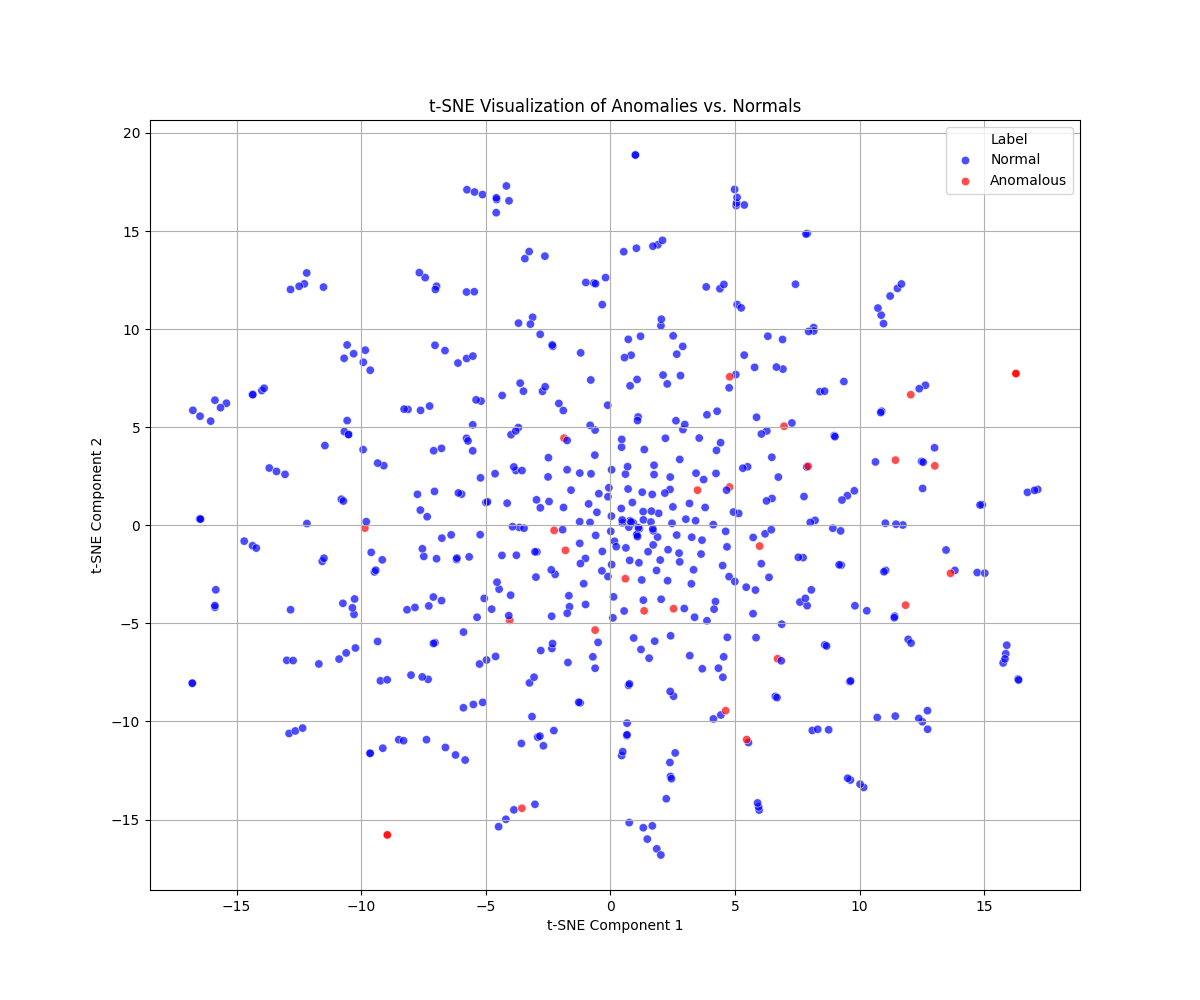 t-SNE Visualization of Anomalies vs. Normals
Label
Normal
Anomalous
20
15
10
5
0
−5
−10
−15
t-SNE Component 2
−15
−10
−5
0
5
10
15
t-SNE Component 1